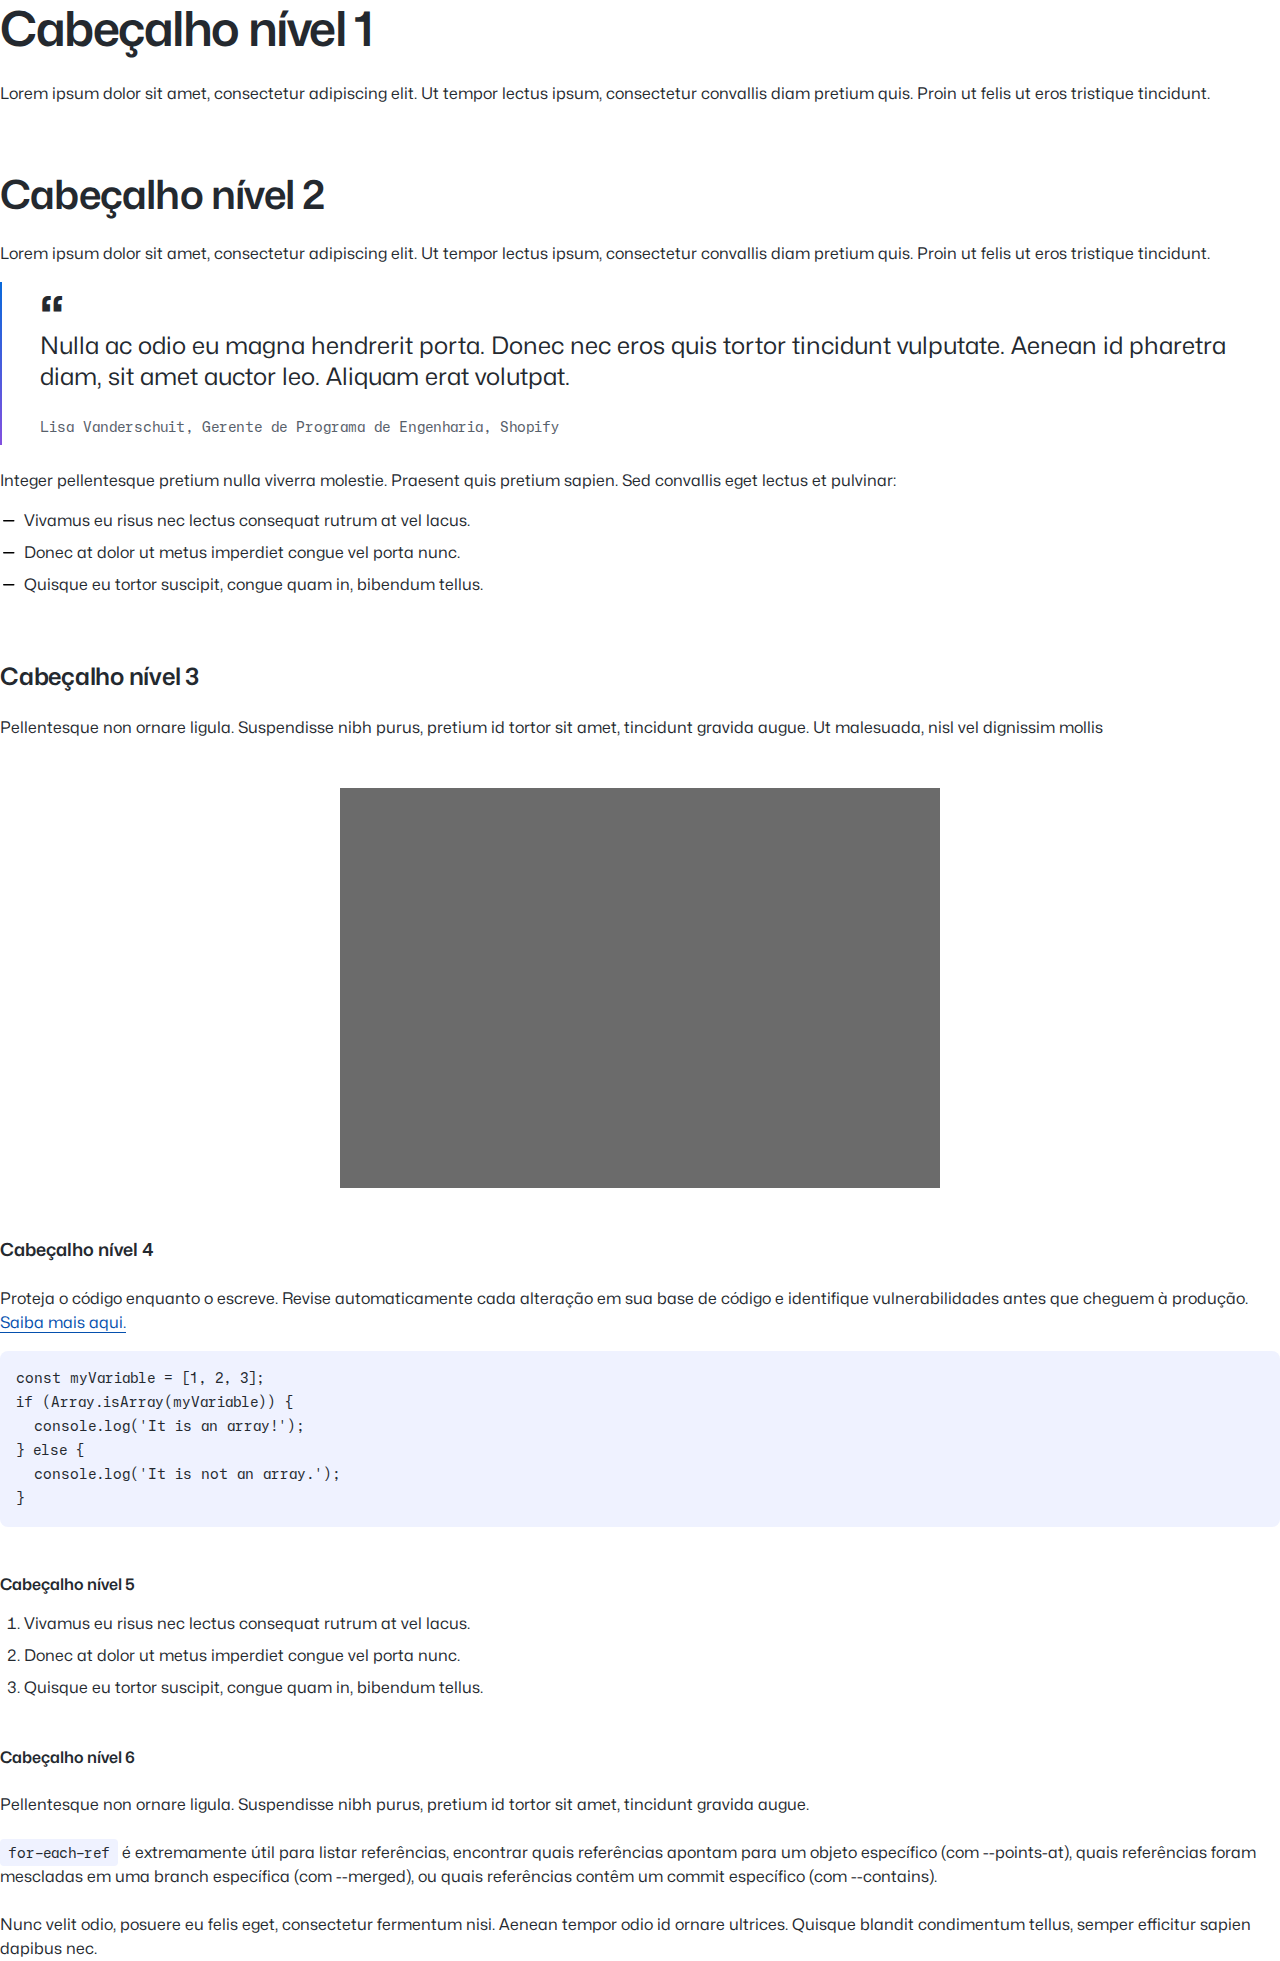 Cabeçalho nível 1
Lorem ipsum dolor sit amet, consectetur adipiscing elit. Ut tempor lectus ipsum, consectetur convallis diam pretium quis. Proin ut felis ut eros tristique tincidunt.
Cabeçalho nível 2
Lorem ipsum dolor sit amet, consectetur adipiscing elit. Ut tempor lectus ipsum, consectetur convallis diam pretium quis. Proin ut felis ut eros tristique tincidunt.
“
Nulla ac odio eu magna hendrerit porta. Donec nec eros quis tortor tincidunt vulputate. Aenean id pharetra
diam, sit amet auctor leo. Aliquam erat volutpat.
Lisa Vanderschuit, Gerente de Programa de Engenharia, Shopify
Integer pellentesque pretium nulla viverra molestie. Praesent quis pretium sapien. Sed convallis eget lectus et pulvinar:
— Vivamus eu risus nec lectus consequat rutrum at vel lacus.
— Donec at dolor ut metus imperdiet congue vel porta nunc.
— Quisque eu tortor suscipit, congue quam in, bibendum tellus.
Cabeçalho nível 3
Pellentesque non ornare ligula. Suspendisse nibh purus, pretium id tortor sit amet, tincidunt gravida augue. Ut malesuada, nisl vel dignissim mollis
Cabeçalho nível 4
Proteja o código enquanto o escreve. Revise automaticamente cada alteração em sua base de código e identifique vulnerabilidades antes que cheguem à produção.
Saiba mais aqui.
const myVariable = [1, 2, 3];
if (Array.isArray(myVariable)) {
  console.log('It is an array!');
} else {
  console.log('It is not an array.');
}
Cabeçalho nível 5
1. Vivamus eu risus nec lectus consequat rutrum at vel lacus.
2. Donec at dolor ut metus imperdiet congue vel porta nunc.
3. Quisque eu tortor suscipit, congue quam in, bibendum tellus.
Cabeçalho nível 6
Pellentesque non ornare ligula. Suspendisse nibh purus, pretium id tortor sit amet, tincidunt gravida augue.
for-each-ref é extremamente útil para listar referências, encontrar quais referências apontam para um objeto específico (com --points-at), quais referências foram
mescladas em uma branch específica (com --merged), ou quais referências contêm um commit específico (com --contains).
Nunc velit odio, posuere eu felis eget, consectetur fermentum nisi. Aenean tempor odio id ornare ultrices. Quisque blandit condimentum tellus, semper efficitur sapien
dapibus nec.